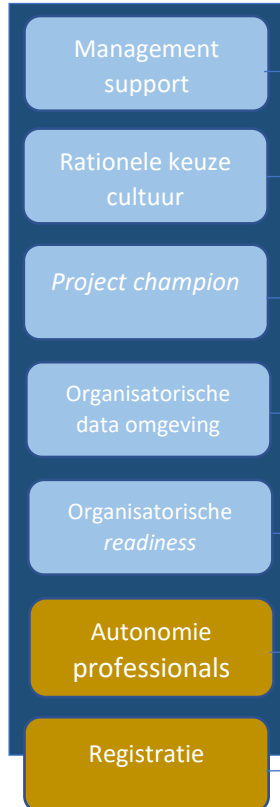 Management
support
Rationele keuze
cultuur
Project champion
Organisatorische
data omgeving
Organisatorische
readiness
Autonomie
professionals
Registratie